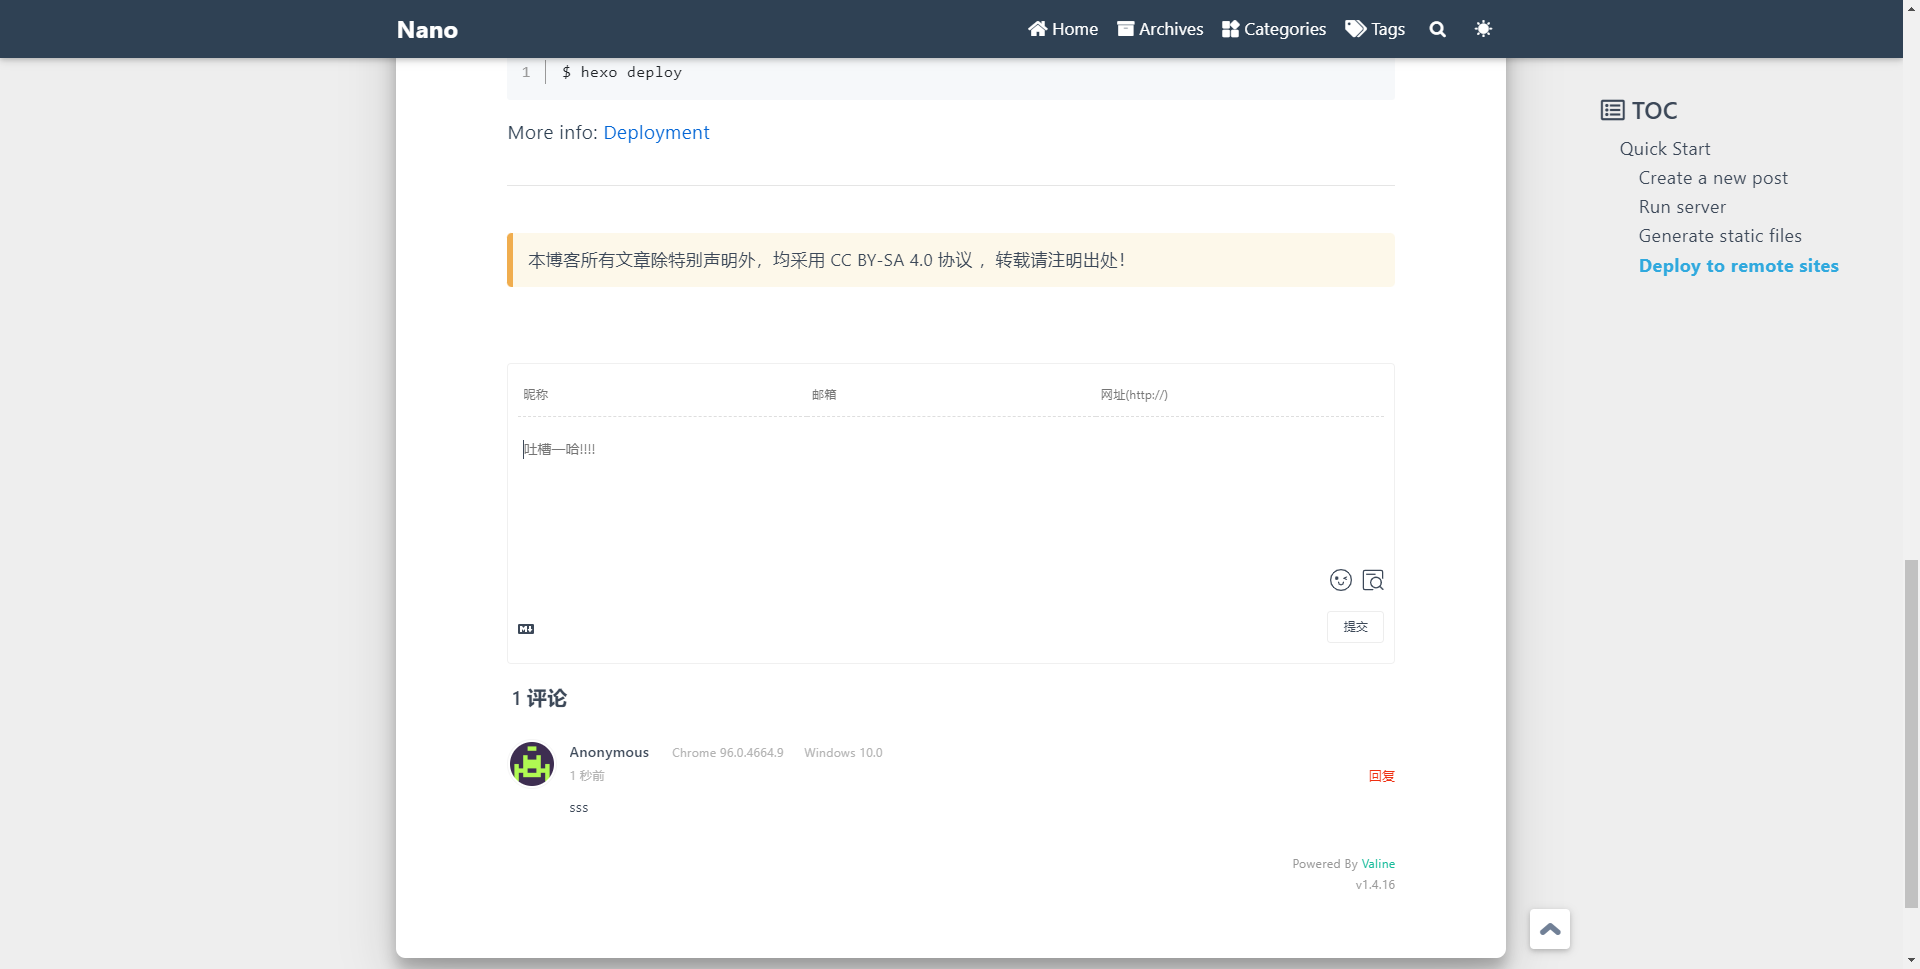 Nano
Home Archives Categories Tags
1 $ hexo deploy
More info: Deployment
本博客所有文章除特别声明外，均采用 CC BY-SA 4.0 协议 ，转载请注明出处！
昵称 邮箱 网址(http://)
吐槽一哈!!!!
M↓
提交
1 评论
Anonymous Chrome 96.0.4664.9 Windows 10.0
1 秒前 回复
sss
Powered By Valine
v1.4.16
TOC
Quick Start
Create a new post
Run server
Generate static files
Deploy to remote sites